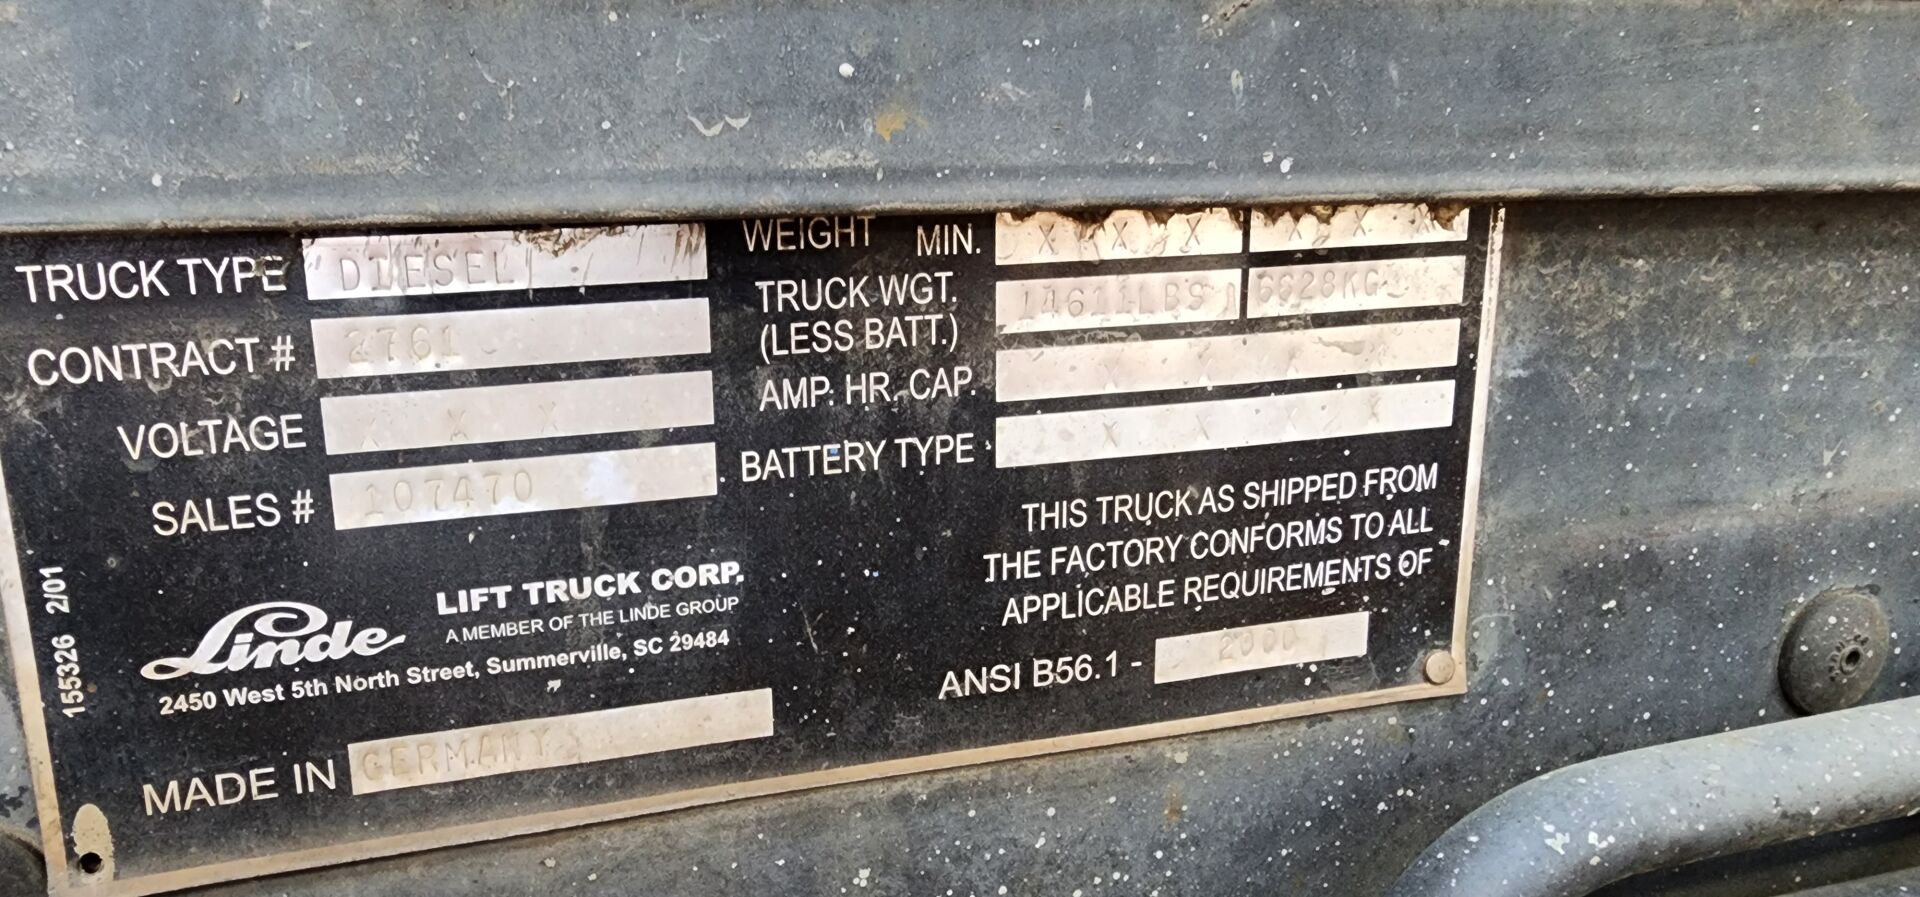 TRUCK TYPE DIESEL
CONTRACT # 2761
VOLTAGE X X X
SALES # 107470
WEIGHT MIN. X X X X X X
TRUCK WGT. 14611LBS 6628KG
(LESS BATT.)
AMP. HR. CAP. X X X X
BATTERY TYPE X X X X
THIS TRUCK AS SHIPPED FROM
THE FACTORY CONFORMS TO ALL
APPLICABLE REQUIREMENTS OF
ANSI B56.1 - 2000
155326 2/01
Linde LIFT TRUCK CORP.
A MEMBER OF THE LINDE GROUP
2450 West 5th North Street, Summerville, SC 29484
MADE IN GERMANY